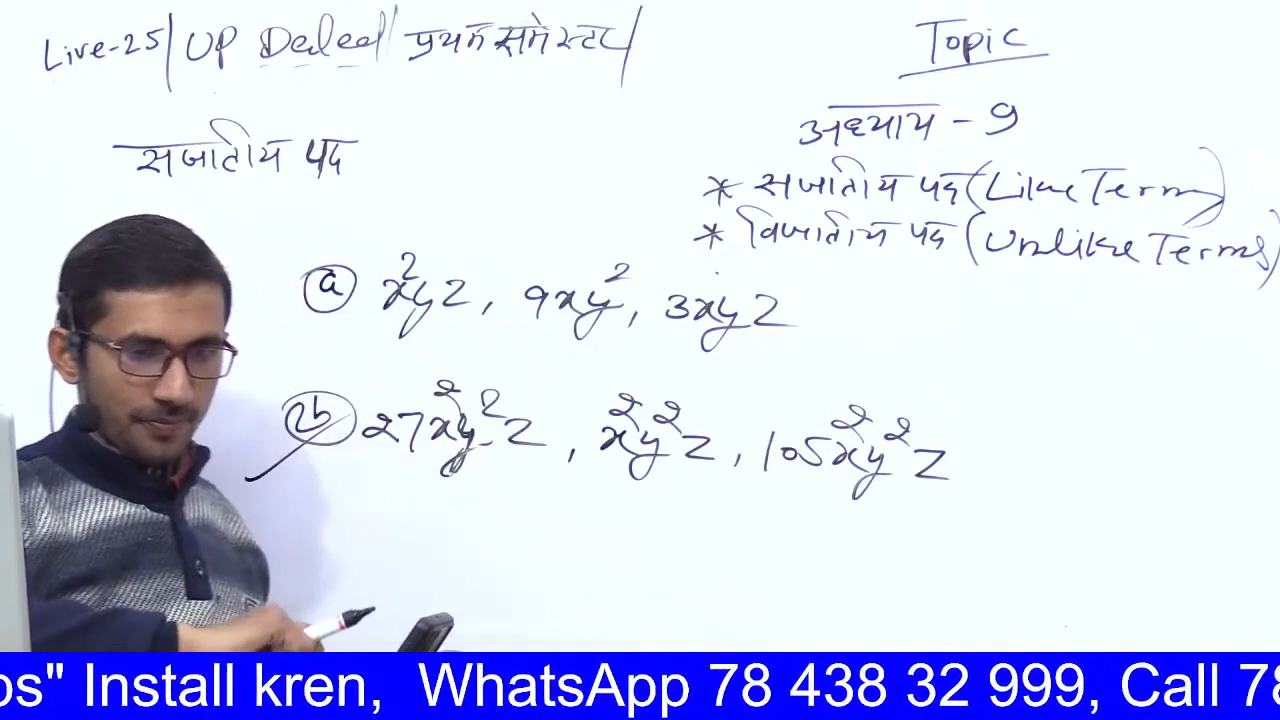 Live-25/ UP Deled प्रथम सेमेस्टर/
Topic
अध्याय - 9
सजातीय पद
* सजातीय पद (Like Terms)
* विजातीय पद (Unlike Terms)
(a) x²yz, 9xy², 3xyz
(b) 27x²y²z, x²y²z, 105x²y²z
os" Install kren, WhatsApp 78 438 32 999, Call 78